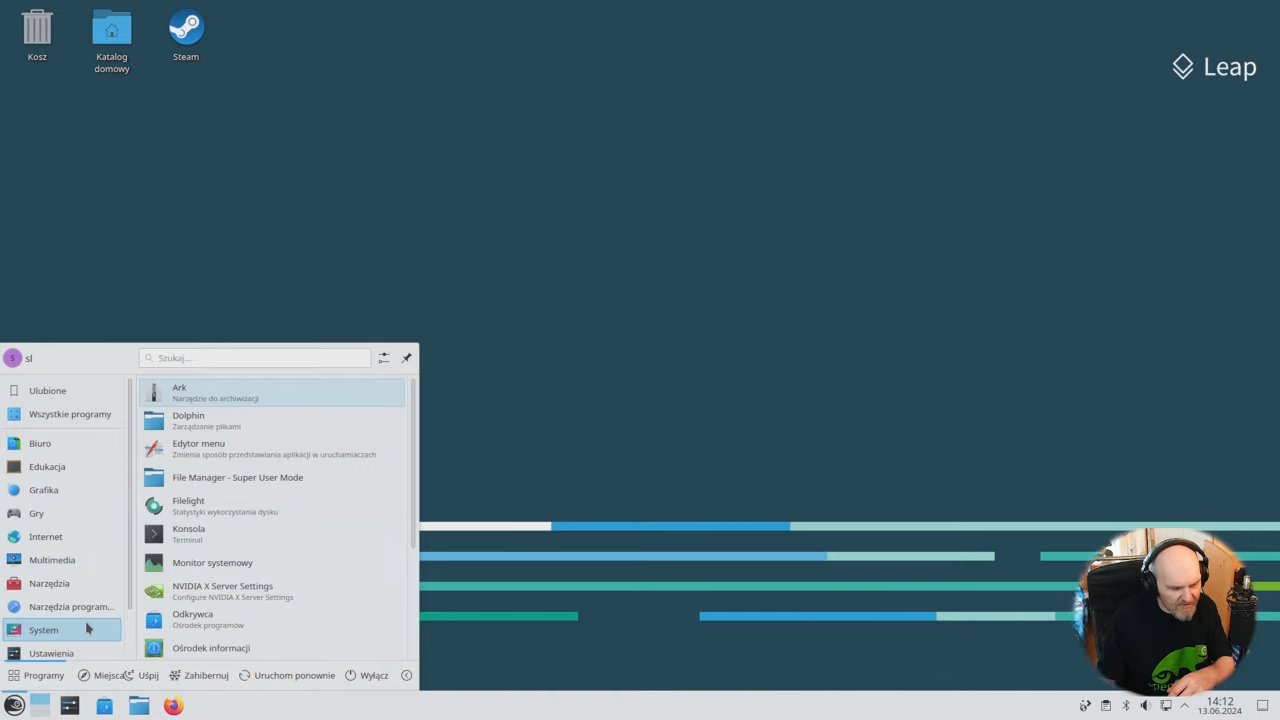 Kosz
Katalog
domowy
Steam
Leap
S
sl
Szukaj...
Ulubione
Wszystkie programy
Biuro
Edukacja
Grafika
Gry
Internet
Multimedia
Narzędzia
Narzędzia program...
System
Ustawienia
Ark
Narzędzie do archiwizacji
Dolphin
Zarządzanie plikami
Edytor menu
Zmienia sposób przedstawiania aplikacji w uruchamiaczach
File Manager - Super User Mode
Filelight
Statystyki wykorzystania dysku
Konsola
Terminal
Monitor systemowy
NVIDIA X Server Settings
Configure NVIDIA X Server Settings
Odkrywca
Ośrodek programów
Ośrodek informacji
Programy
Miejsca
Uśpij
Zahibernuj
Uruchom ponownie
Wyłącz
14:12
13.06.2024